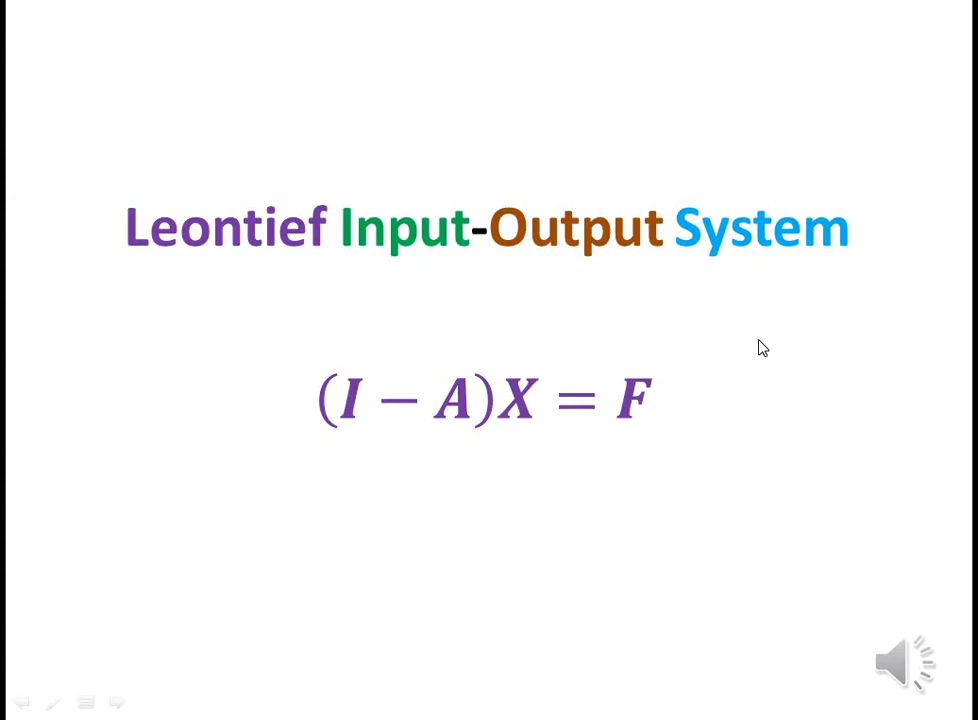 Leontief Input-Output System
(I − A)X = F